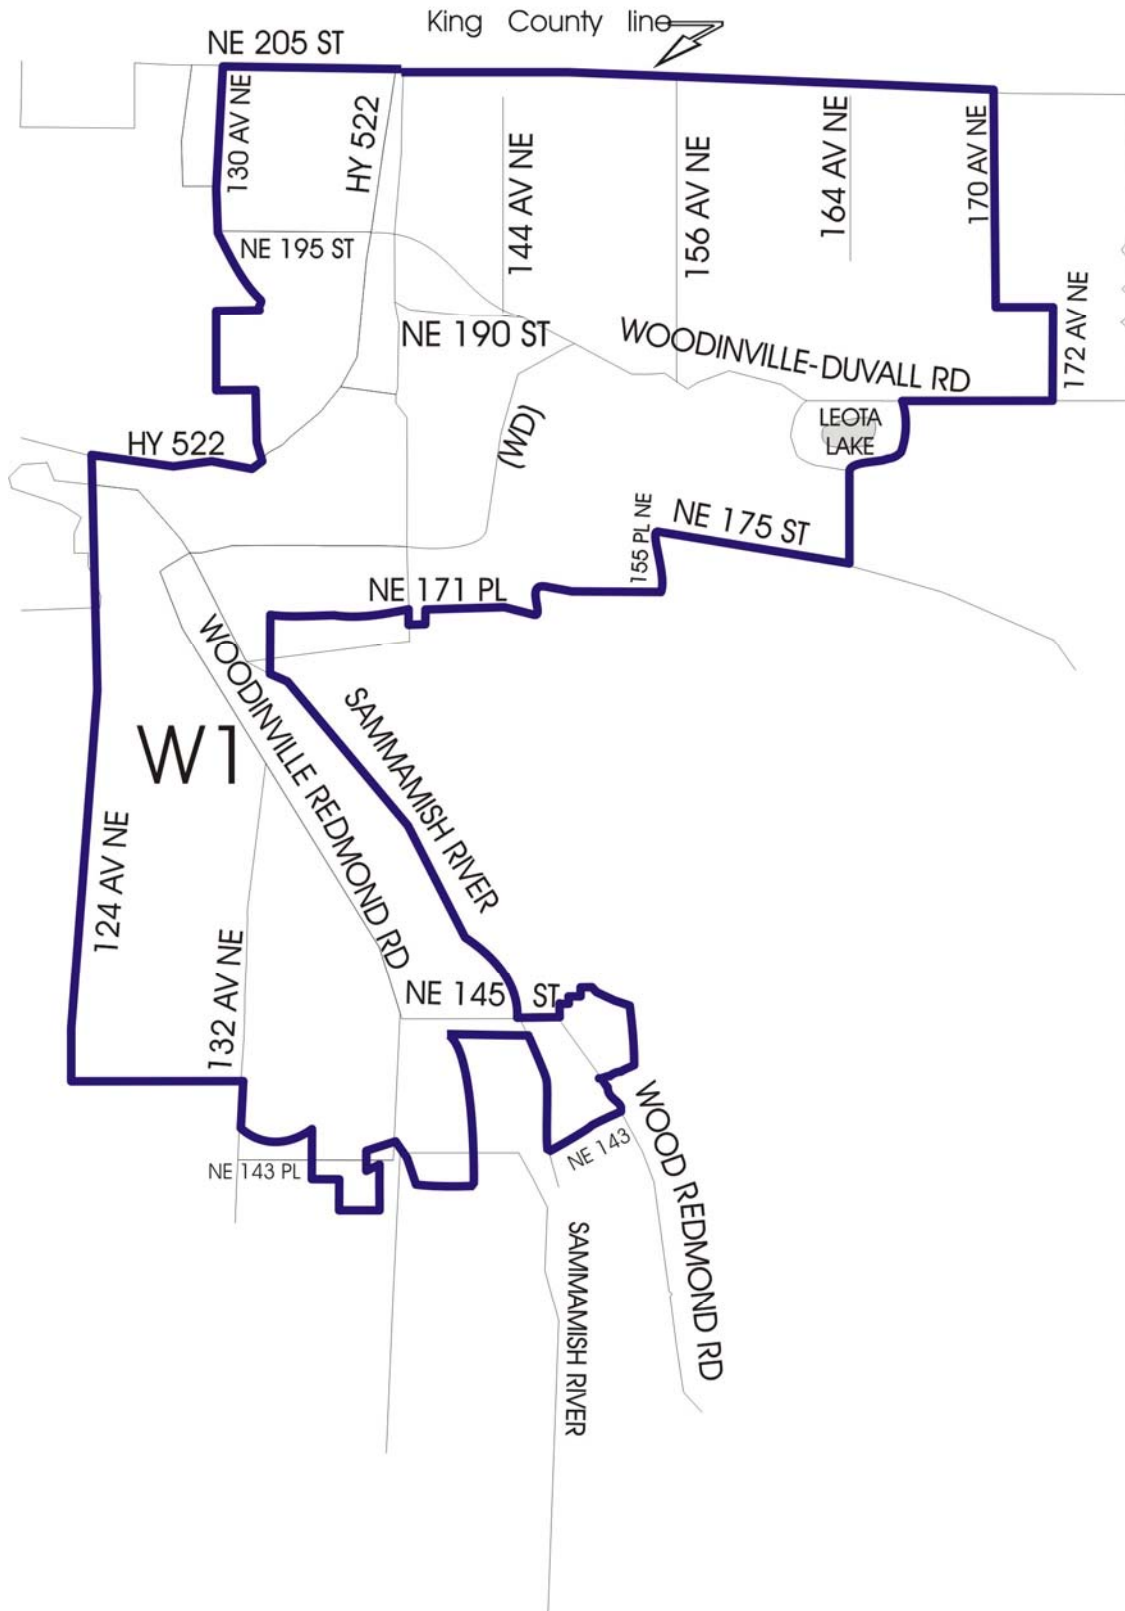 King County line
NE 205 ST
130 AV NE
HY 522
144 AV NE
156 AV NE
164 AV NE
170 AV NE
NE 195 ST
172 AV NE
NE 190 ST
WOODINVILLE-DUVALL RD
(WD)
LEOTA
LAKE
HY 522
155 PL NE
NE 175 ST
NE 171 PL
WOODINVILLE REDMOND RD
SAMMAMISH RIVER
W1
124 AV NE
132 AV NE
NE 145 ST
WOOD REDMOND RD
NE 143
NE 143 PL
SAMMAMISH RIVER